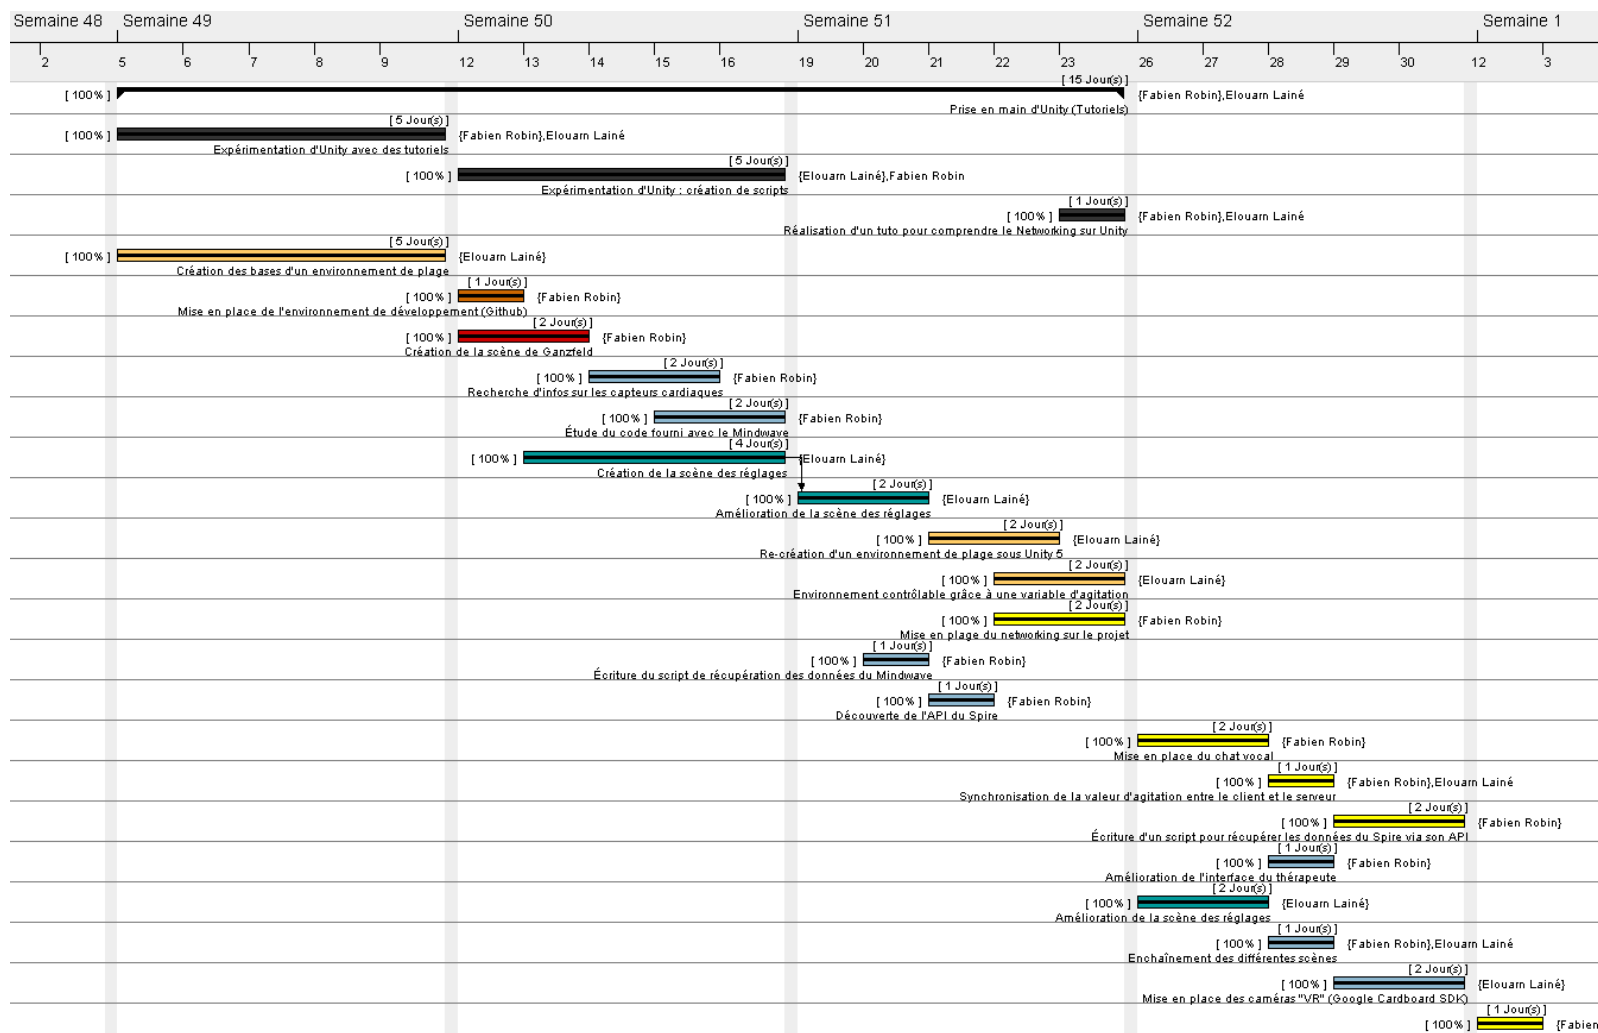 Semaine 48 Semaine 49 Semaine 50 Semaine 51 Semaine 52 Semaine 1
2 5 6 7 8 9 12 13 14 15 16 19 20 21 22 23 26 27 28 29 30 12 3
[ 15 Jour(s) ]
[ 100% ] {Fabien Robin},Elouarn Lainé
Prise en main d'Unity (Tutoriels)
[ 5 Jour(s) ]
[ 100% ] {Fabien Robin},Elouarn Lainé
Expérimentation d'Unity avec des tutoriels
[ 5 Jour(s) ]
[ 100% ] {Elouarn Lainé},Fabien Robin
Expérimentation d'Unity : création de scripts
[ 1 Jour(s) ]
[ 100% ] {Fabien Robin},Elouarn Lainé
Réalisation d'un tuto pour comprendre le Networking sur Unity
[ 5 Jour(s) ]
[ 100% ] {Elouarn Lainé}
Création des bases d'un environnement de plage
[ 1 Jour(s) ]
[ 100% ] {Fabien Robin}
Mise en place de l'environnement de développement (Github)
[ 2 Jour(s) ]
[ 100% ] {Fabien Robin}
Création de la scène de Ganzfeld
[ 2 Jour(s) ]
[ 100% ] {Fabien Robin}
Recherche d'infos sur les capteurs cardiaques
[ 2 Jour(s) ]
[ 100% ] {Fabien Robin}
Étude du code fourni avec le Mindwave
[ 4 Jour(s) ]
[ 100% ] {Elouarn Lainé}
Création de la scène des réglages
[ 2 Jour(s) ]
[ 100% ] {Elouarn Lainé}
Amélioration de la scène des réglages
[ 2 Jour(s) ]
[ 100% ] {Elouarn Lainé}
Re-création d'un environnement de plage sous Unity 5
[ 2 Jour(s) ]
[ 100% ] {Elouarn Lainé}
Environnement contrôlable grâce à une variable d'agitation
[ 2 Jour(s) ]
[ 100% ] {Fabien Robin}
Mise en plage du networking sur le projet
[ 1 Jour(s) ]
[ 100% ] {Fabien Robin}
Écriture du script de récupération des données du Mindwave
[ 1 Jour(s) ]
[ 100% ] {Fabien Robin}
Découverte de l'API du Spire
[ 2 Jour(s) ]
[ 100% ] {Fabien Robin}
Mise en place du chat vocal
[ 1 Jour(s) ]
[ 100% ] {Fabien Robin},Elouarn Lainé
Synchronisation de la valeur d'agitation entre le client et le serveur
[ 2 Jour(s) ]
[ 100% ] {Fabien Robin}
Écriture d'un script pour récupérer les données du Spire via son API
[ 1 Jour(s) ]
[ 100% ] {Fabien Robin}
Amélioration de l'interface du thérapeute
[ 2 Jour(s) ]
[ 100% ] {Elouarn Lainé}
Amélioration de la scène des réglages
[ 1 Jour(s) ]
[ 100% ] {Fabien Robin},Elouarn Lainé
Enchaînement des différentes scènes
[ 2 Jour(s) ]
[ 100% ] {Elouarn Lainé}
Mise en place des caméras "VR" (Google Cardboard SDK)
[ 1 Jour(s) ]
[ 100% ] {Fabien